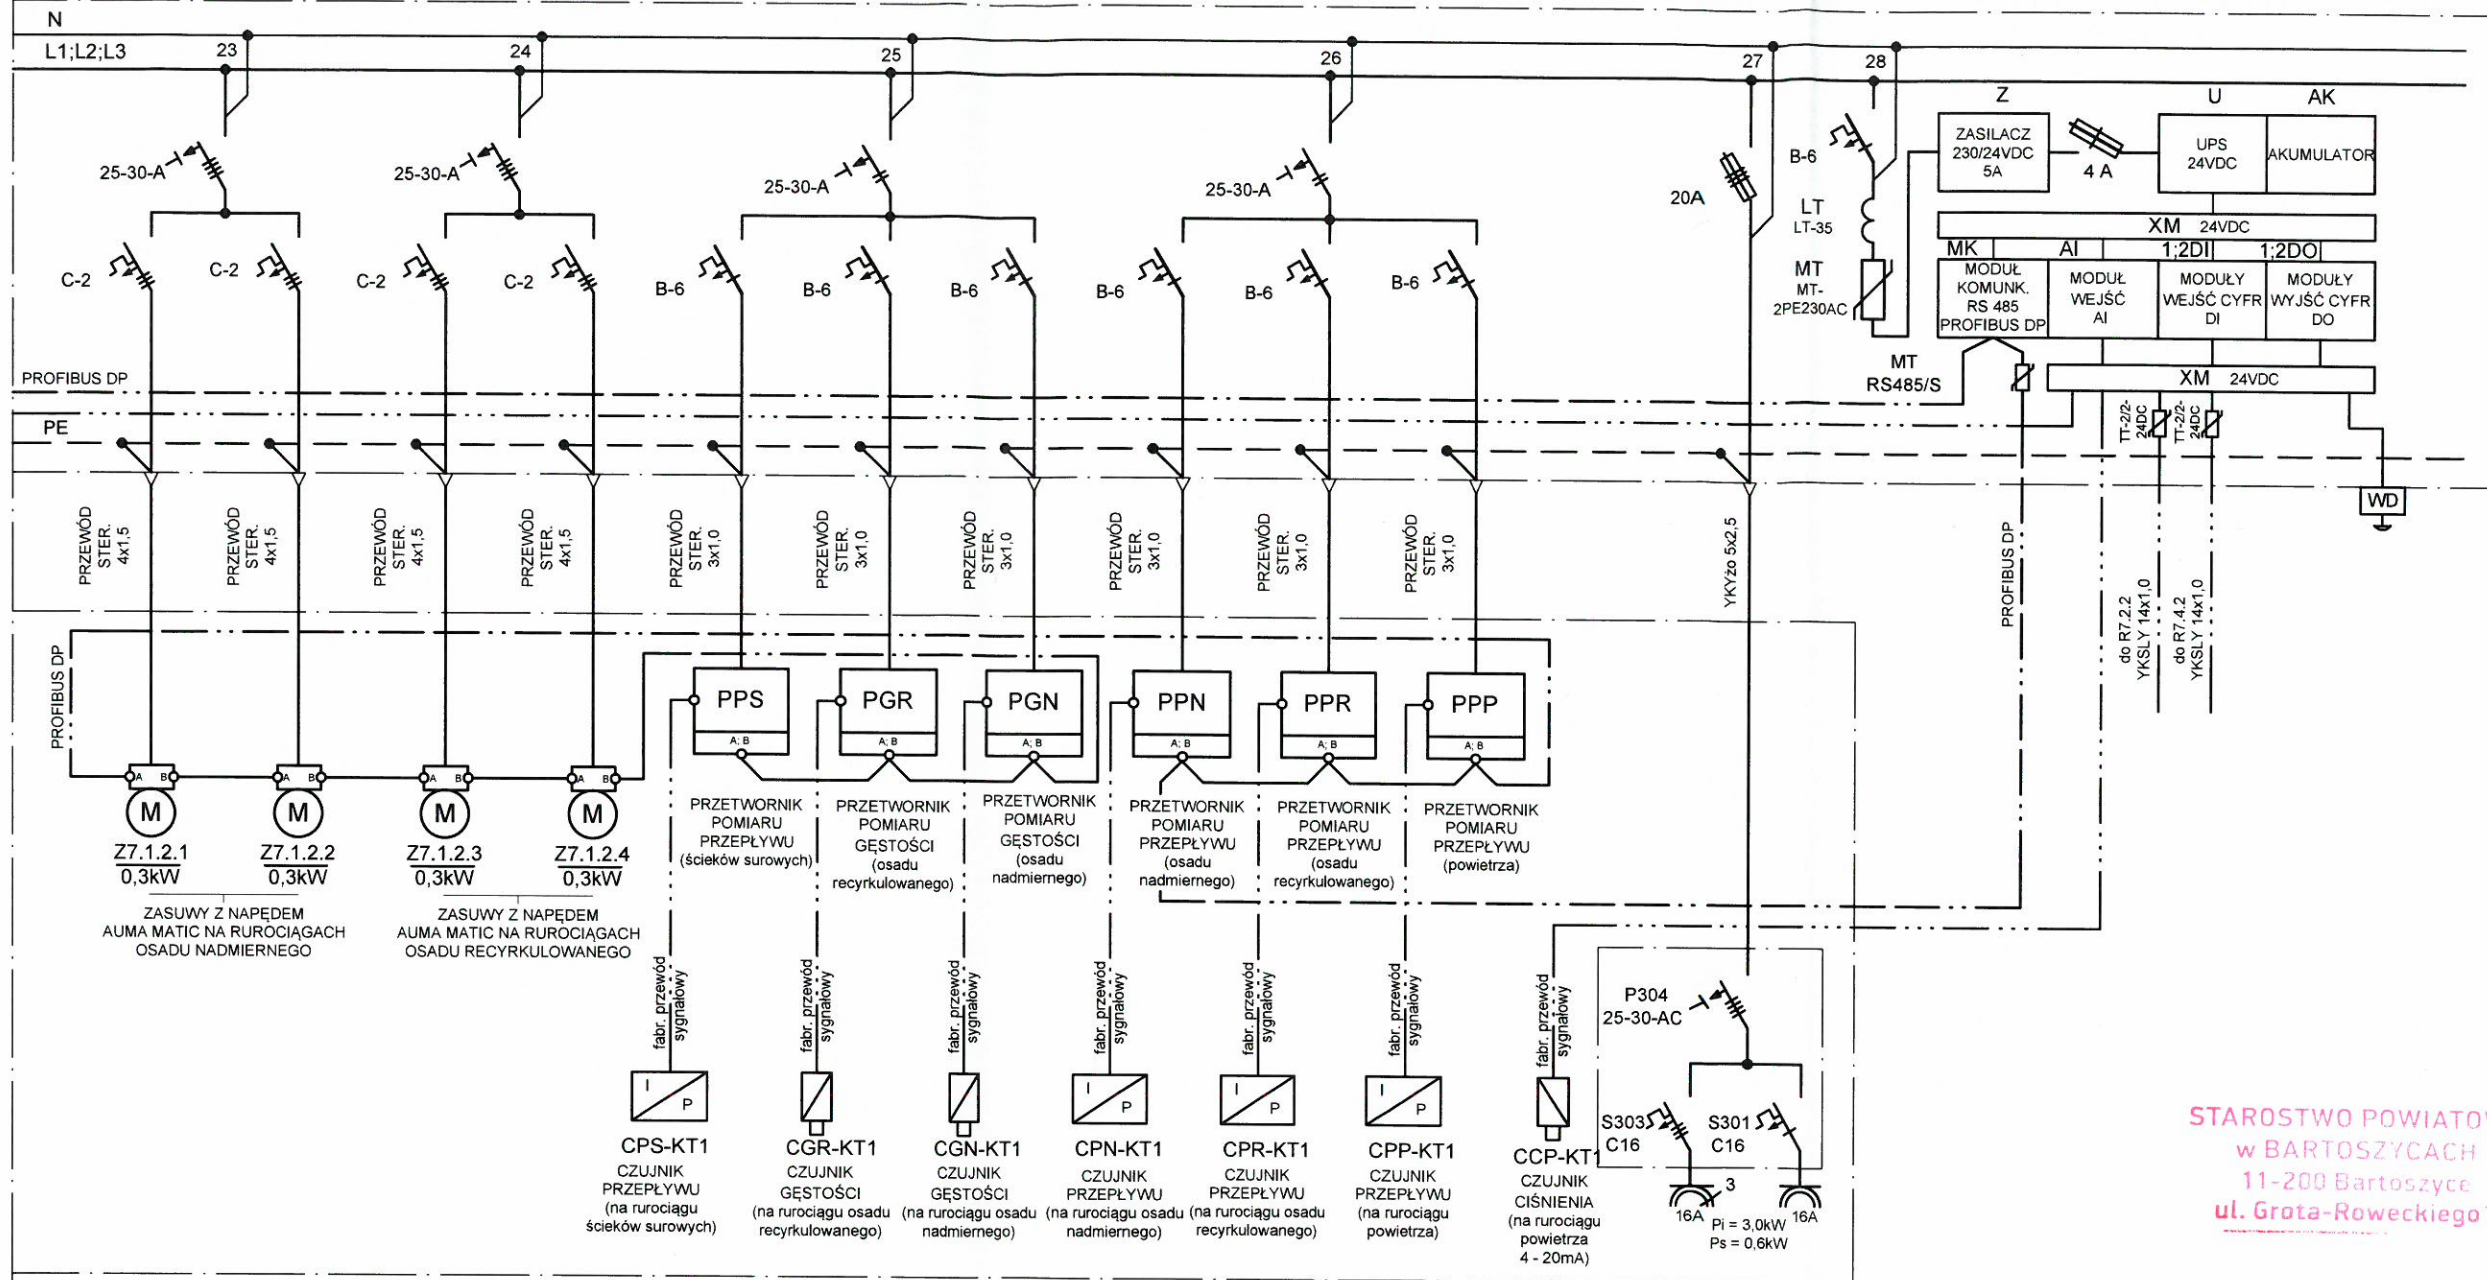 N
L1;L2;L3
23
24
25
26
27
28
Z
U
AK
25-30-A
25-30-A
25-30-A
25-30-A
20A
B-6
ZASILACZ
230/24VDC
5A
4 A
UPS
24VDC
AKUMULATOR
LT
LT-35
MT
MT-
2PE230AC
XM 24VDC
MK
AI
1;2DI
1;2DO
MODUŁ
KOMUNK.
RS 485
PROFIBUS DP
MODUŁ
WEJŚĆ
AI
MODUŁY
WEJŚĆ CYFR
DI
MODUŁY
WYJŚĆ CYFR
DO
C-2
C-2
C-2
C-2
B-6
B-6
B-6
B-6
B-6
B-6
MT
RS485/S
XM 24VDC
PROFIBUS DP
PE
TT-2/2-
24DC
TT-2/2-
24DC
WD
PRZEWÓD
STER.
4x1,5
PRZEWÓD
STER.
4x1,5
PRZEWÓD
STER.
4x1,5
PRZEWÓD
STER.
4x1,5
PRZEWÓD
STER.
3x1,0
PRZEWÓD
STER.
3x1,0
PRZEWÓD
STER.
3x1,0
PRZEWÓD
STER.
3x1,0
PRZEWÓD
STER.
3x1,0
PRZEWÓD
STER.
3x1,0
YKYżo 5x2,5
PROFIBUS DP
do R7.2.2
YKSLY 14x1,0
do R7.4.2
YKSLY 14x1,0
PROFIBUS DP
PPS
A; B
PGR
A; B
PGN
A; B
PPN
A; B
PPR
A; B
PPP
A; B
A B
A B
A B
A B
M
M
M
M
Z7.1.2.1
0,3kW
Z7.1.2.2
0,3kW
Z7.1.2.3
0,3kW
Z7.1.2.4
0,3kW
ZASUWY Z NAPĘDEM
AUMA MATIC NA RUROCIĄGACH
OSADU NADMIERNEGO
ZASUWY Z NAPĘDEM
AUMA MATIC NA RUROCIĄGACH
OSADU RECYRKULOWANEGO
PRZETWORNIK
POMIARU
PRZEPŁYWU
(ścieków surowych)
PRZETWORNIK
POMIARU
GĘSTOŚCI
(osadu
recyrkulowanego)
PRZETWORNIK
POMIARU
GĘSTOŚCI
(osadu
nadmiernego)
PRZETWORNIK
POMIARU
PRZEPŁYWU
(osadu
nadmiernego)
PRZETWORNIK
POMIARU
PRZEPŁYWU
(osadu
recyrkulowanego)
PRZETWORNIK
POMIARU
PRZEPŁYWU
(powietrza)
fabr. przewód
sygnałowy
fabr. przewód
sygnałowy
fabr. przewód
sygnałowy
fabr. przewód
sygnałowy
fabr. przewód
sygnałowy
fabr. przewód
sygnałowy
fabr. przewód
sygnałowy
I
P
I
P
I
P
I
P
CPS-KT1
CZUJNIK
PRZEPŁYWU
(na rurociągu
ścieków surowych)
CGR-KT1
CZUJNIK
GĘSTOŚCI
(na rurociągu osadu
recyrkulowanego)
CGN-KT1
CZUJNIK
GĘSTOŚCI
(na rurociągu osadu
nadmiernego)
CPN-KT1
CZUJNIK
PRZEPŁYWU
(na rurociągu osadu
nadmiernego)
CPR-KT1
CZUJNIK
PRZEPŁYWU
(na rurociągu osadu
recyrkulowanego)
CPP-KT1
CZUJNIK
PRZEPŁYWU
(na rurociągu
powietrza)
CCP-KT1
CZUJNIK
CIŚNIENIA
(na rurociągu
powietrza
4 - 20mA)
P304
25-30-AC
S303
C16
S301
C16
3
16A
16A
Pi = 3,0kW
Ps = 0,6kW
STAROSTWO POWIATO
w BARTOSZYCACH
11-200 Bartoszyce
ul. Grota-Roweckiego